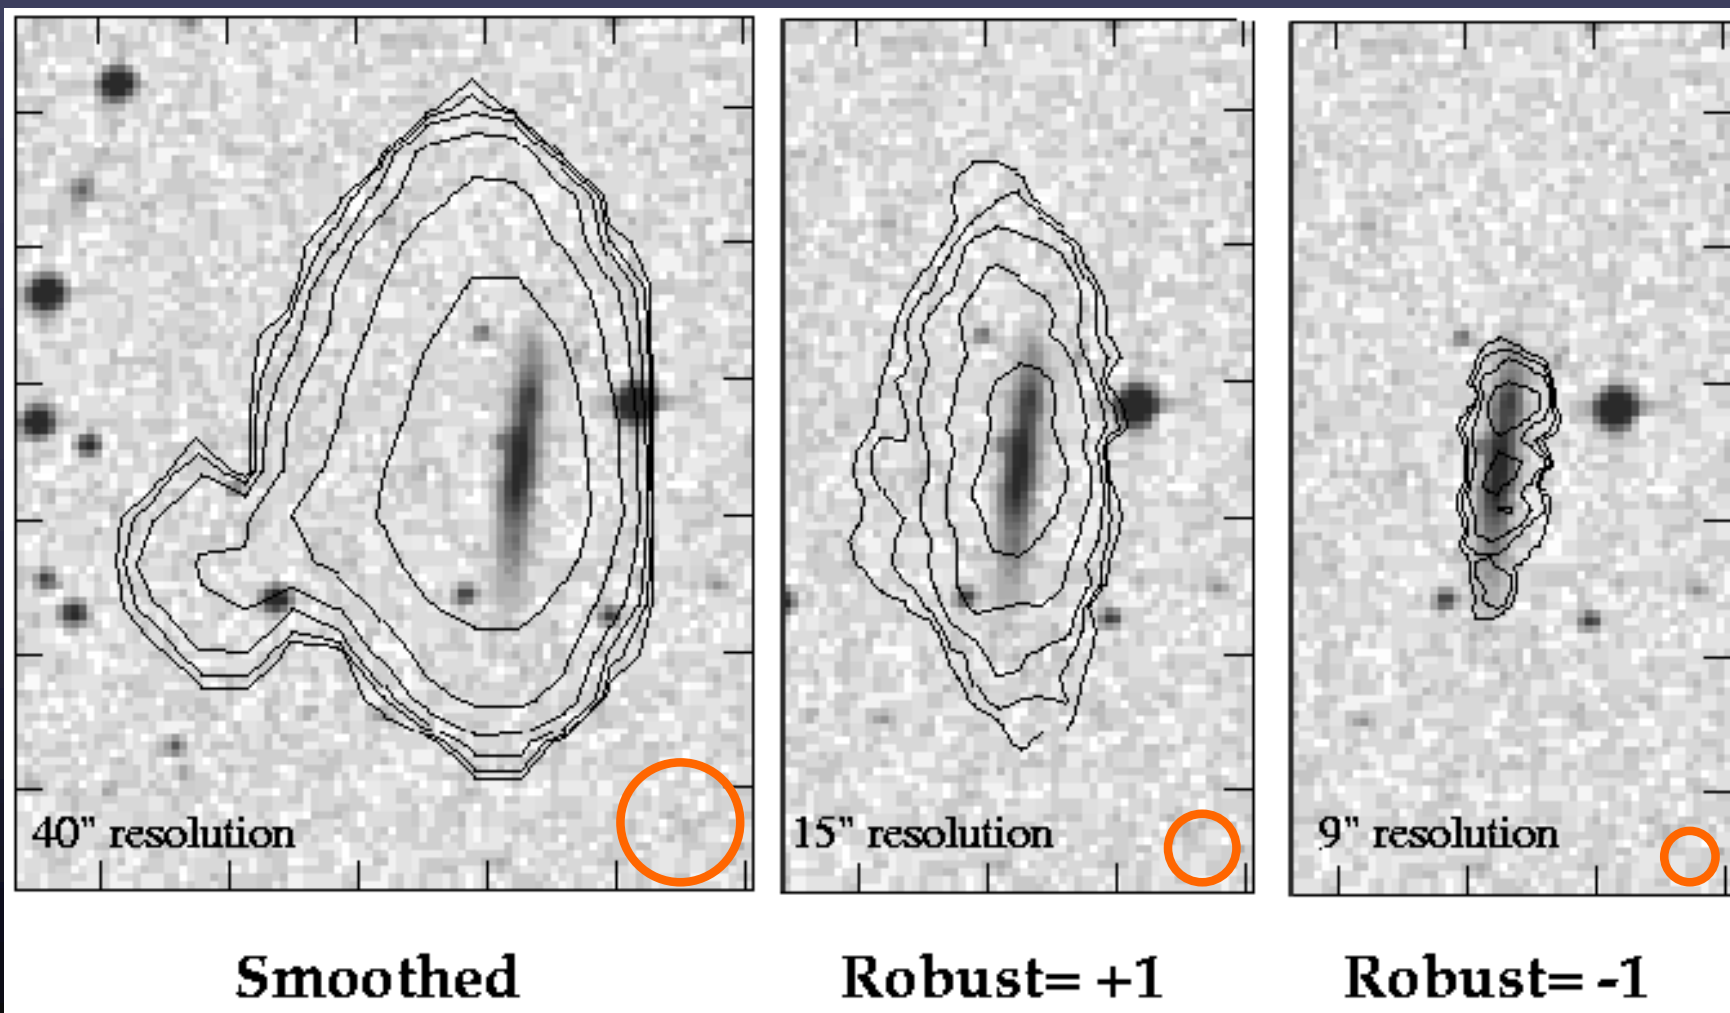 40" resolution
15" resolution
9" resolution
Smoothed
Robust= +1
Robust= -1